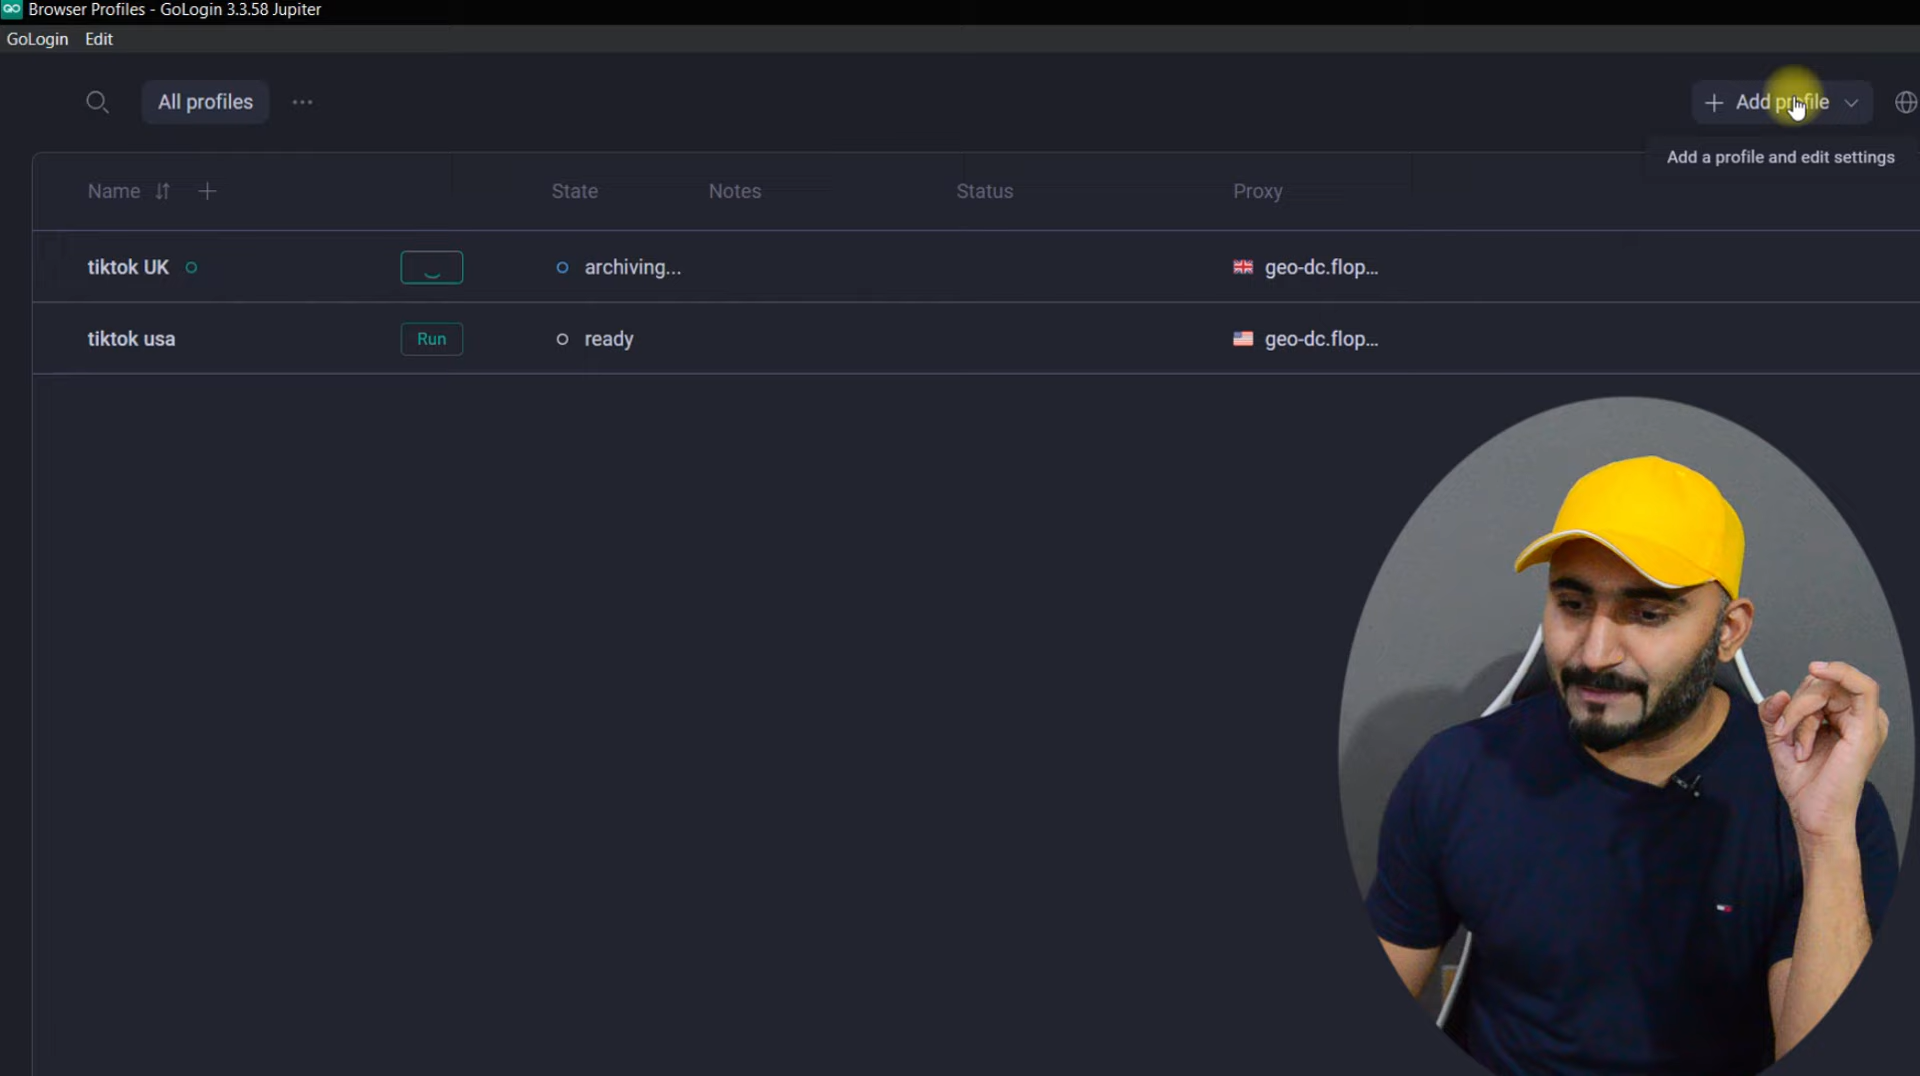 Browser Profiles - GoLogin 3.3.58 Jupiter
GoLogin Edit
All profiles ... + Add profile
Add a profile and edit settings
Name + State Notes Status Proxy
tiktok UK archiving... geo-dc.flop...
tiktok usa Run ready geo-dc.flop...